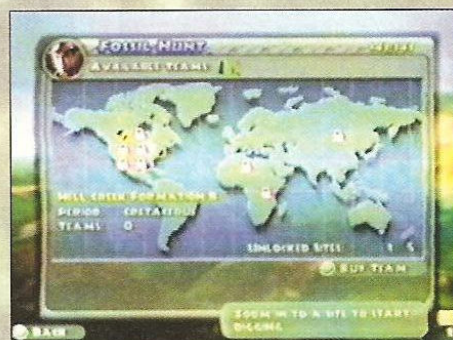 FOSSIL HUNT
AVAILABLE TEAMS
HELL CREEK FORMATION B
PERIOD CRETACEOUS
TEAMS 0
UNLOCKED SITES
BUY TEAM
ZOOM IN TO A SITE TO START
DIGGING
BACK